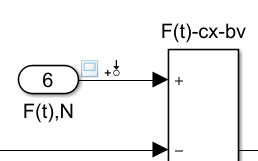 F(t)-cx-bv
6
+
+
F(t),N
−